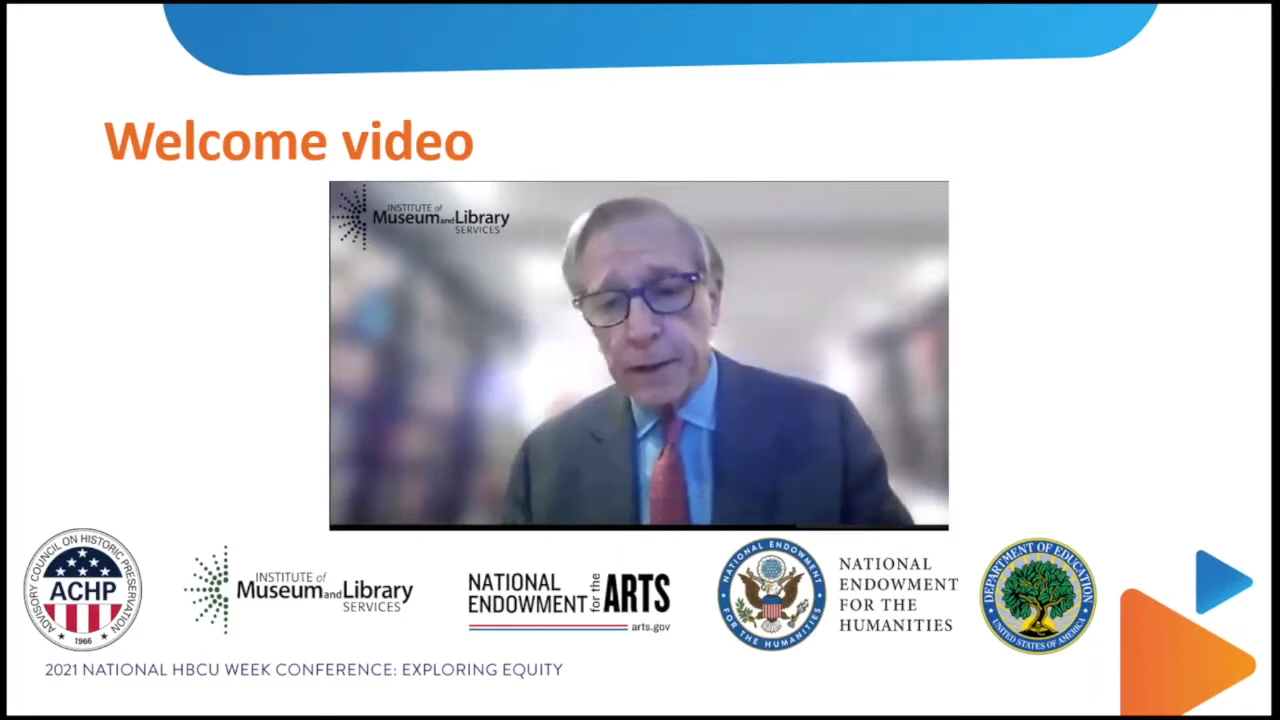 Welcome video
INSTITUTE of
Museum and Library
SERVICES
ADVISORY COUNCIL ON HISTORIC PRESERVATION
ACHP
1966
INSTITUTE of
Museum and Library
SERVICES
NATIONAL
ENDOWMENT for the ARTS
arts.gov
NATIONAL ENDOWMENT
FOR THE HUMANITIES
NATIONAL
ENDOWMENT
FOR THE
HUMANITIES
DEPARTMENT OF EDUCATION
UNITED STATES OF AMERICA
2021 NATIONAL HBCU WEEK CONFERENCE: EXPLORING EQUITY